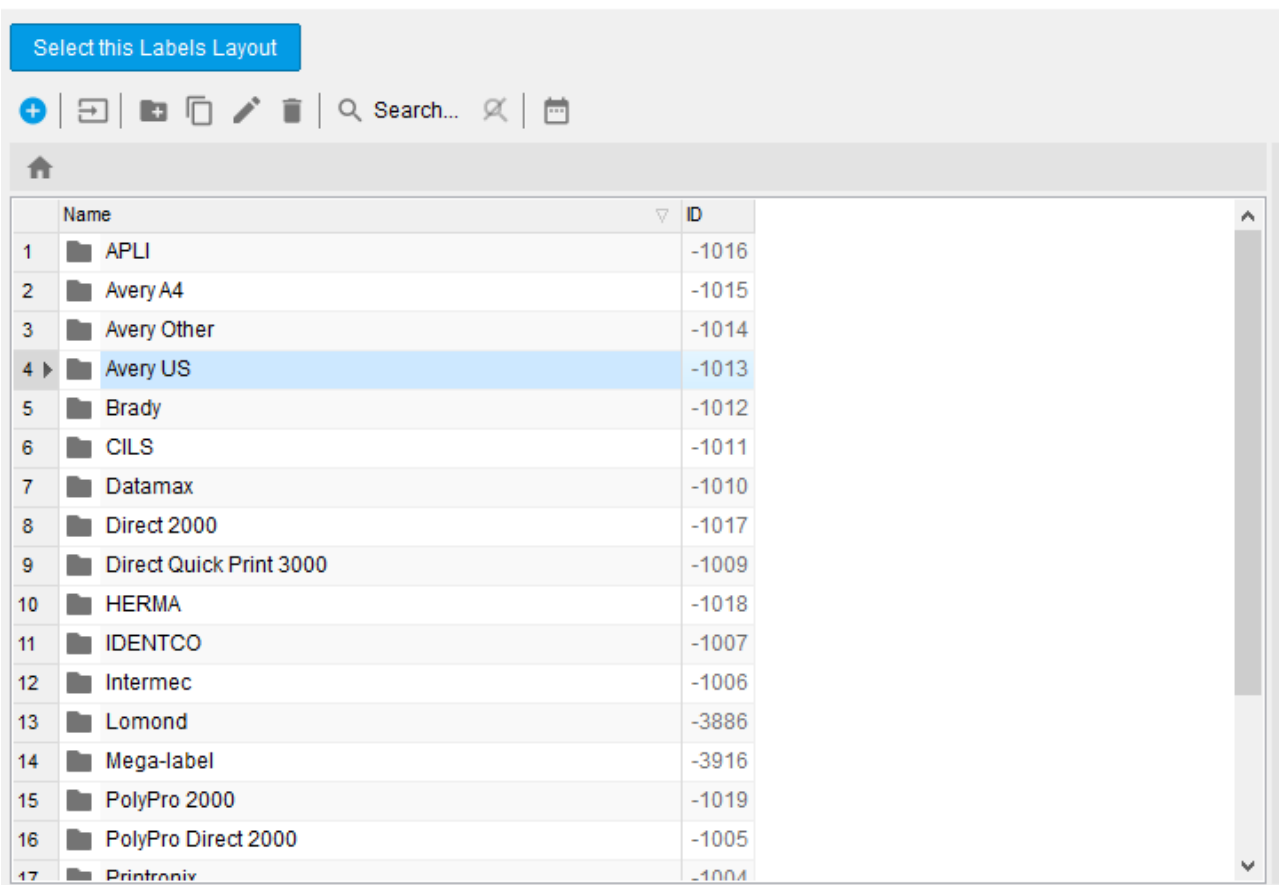 Select this Labels Layout
Search...
Name ID
1 APLI -1016
2 Avery A4 -1015
3 Avery Other -1014
4 Avery US -1013
5 Brady -1012
6 CILS -1011
7 Datamax -1010
8 Direct 2000 -1017
9 Direct Quick Print 3000 -1009
10 HERMA -1018
11 IDENTCO -1007
12 Intermec -1006
13 Lomond -3886
14 Mega-label -3916
15 PolyPro 2000 -1019
16 PolyPro Direct 2000 -1005
17 Printronix -1004